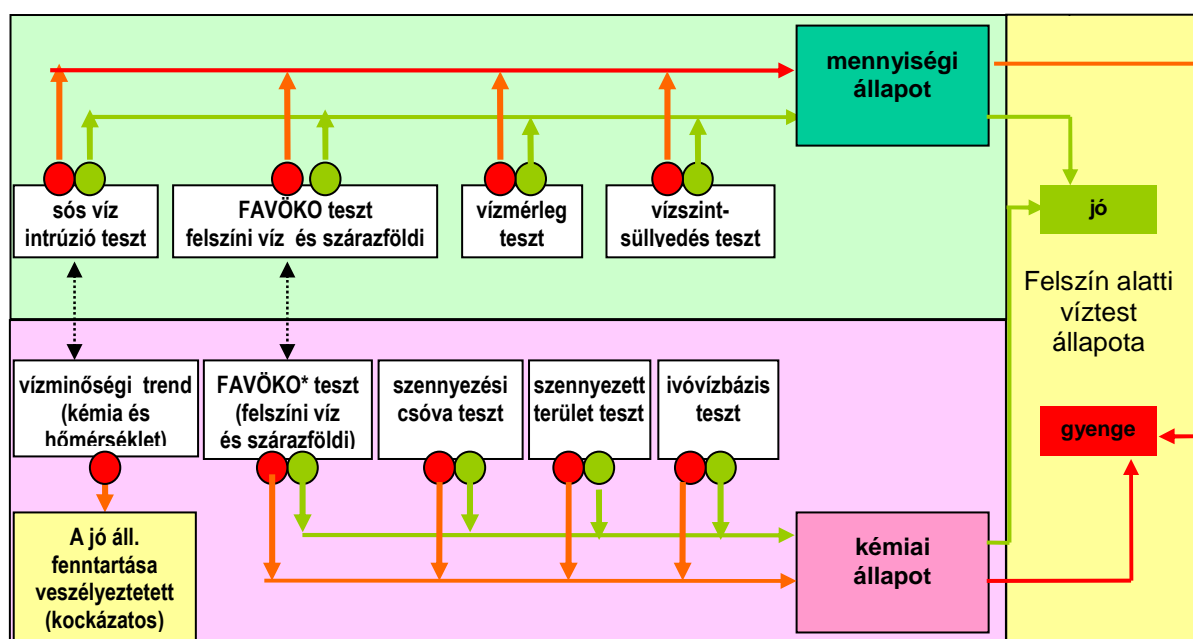 mennyiségi
állapot
sós víz
intrúzió teszt
FAVÖKO teszt
felszíni víz és szárazföldi
vízmérleg
teszt
vízszint-
süllvedés teszt
jó
Felszín alatti
víztest
állapota
gyenge
vízminőségi trend
(kémia és
hőmérséklet)
FAVÖKO* teszt
(felszíni víz
és szárazföldi)
szennyezési
csóva teszt
szennyezett
terület teszt
ivóvízbázis
teszt
A jó áll.
fenntartása
veszélyeztetett
(kockázatos)
kémiai
állapot